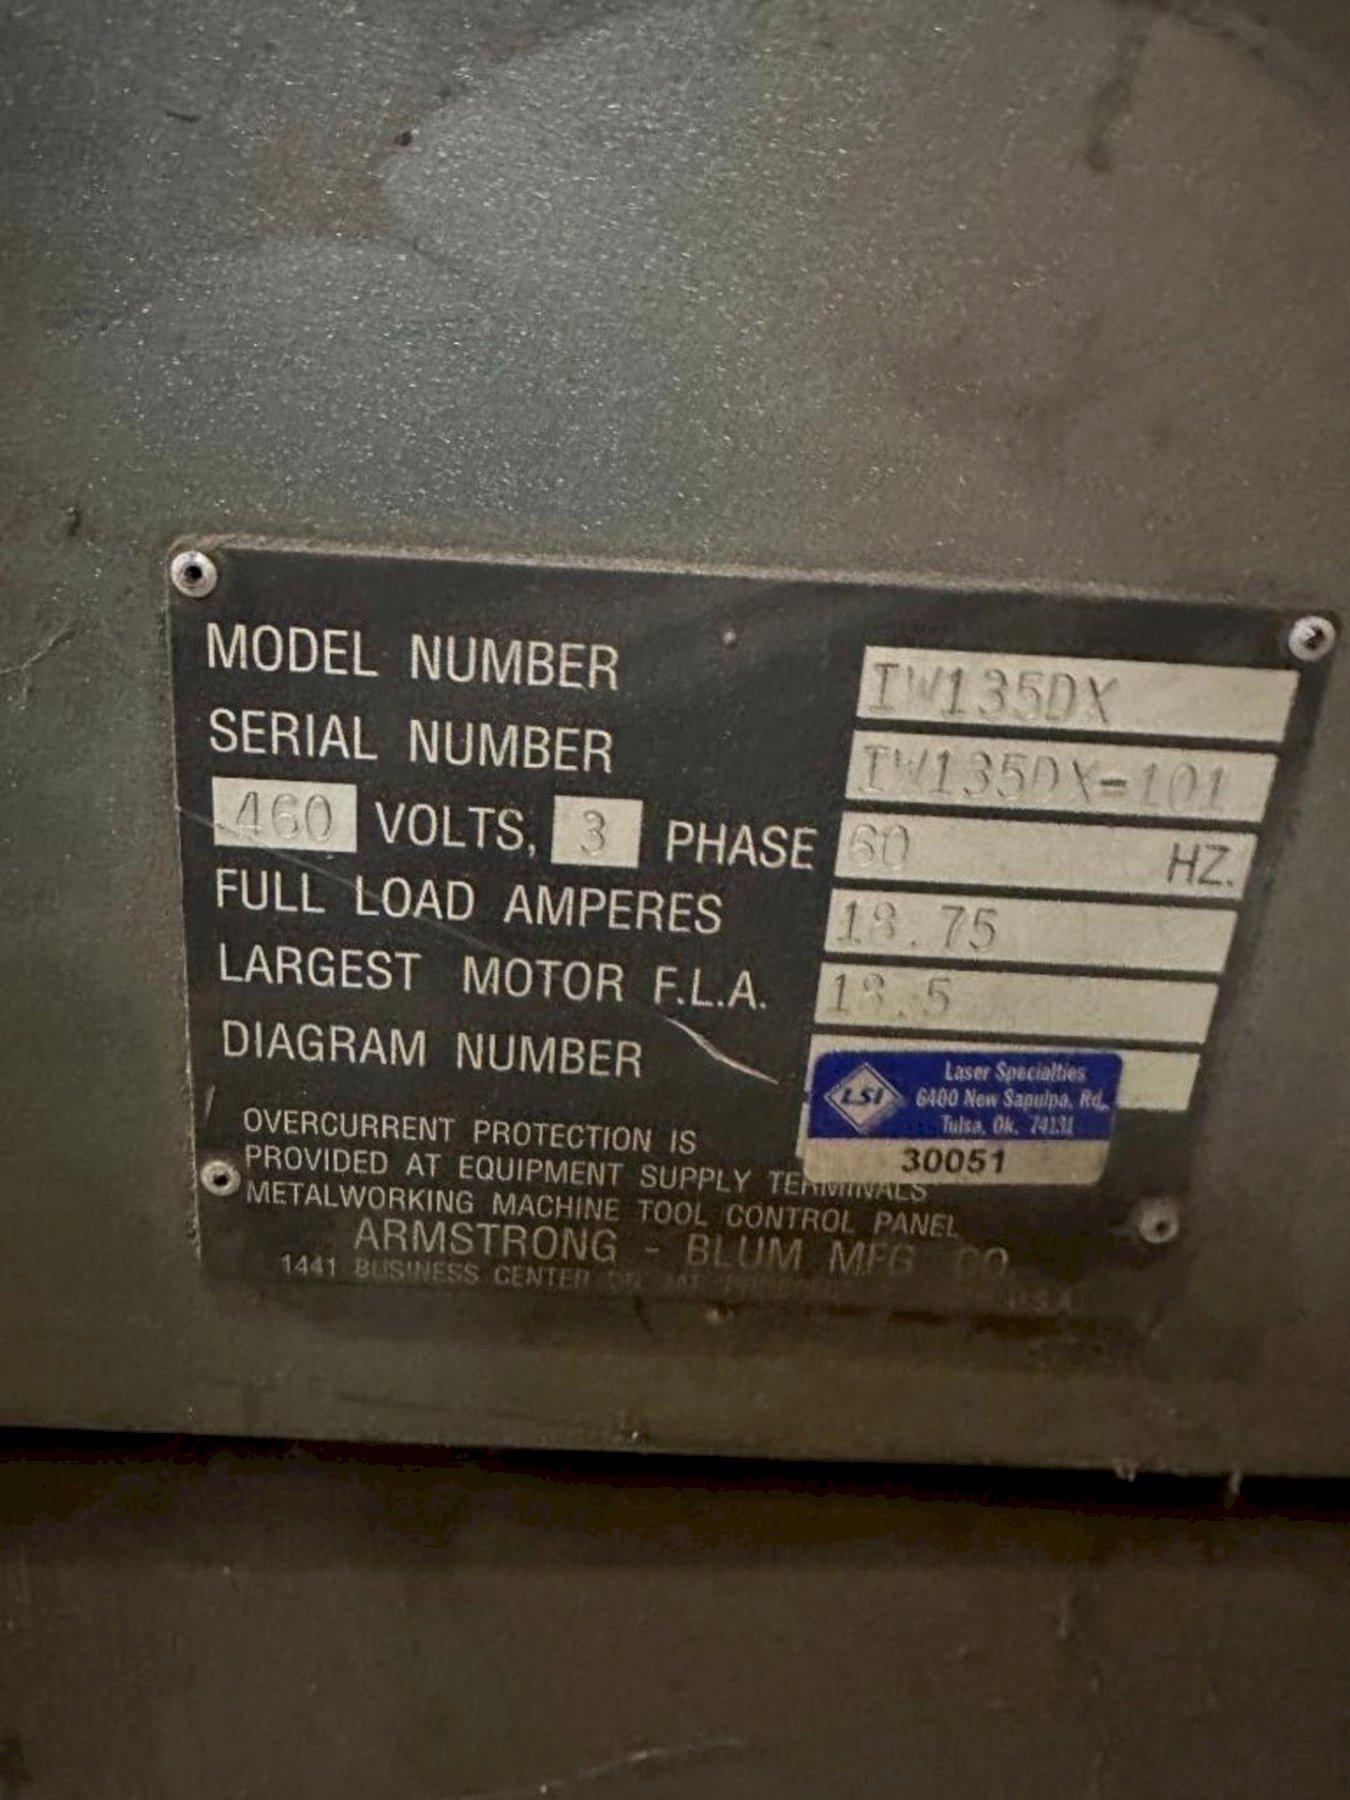 MODEL NUMBER IW135DX
SERIAL NUMBER IW135DX-101
460 VOLTS, 3 PHASE 60 HZ.
FULL LOAD AMPERES 18.75
LARGEST MOTOR F.L.A. 18.5
DIAGRAM NUMBER
LSI
Laser Specialties
6400 New Sapulpa, Rd,
Tulsa, Ok. 74131
30051
OVERCURRENT PROTECTION IS
PROVIDED AT EQUIPMENT SUPPLY TERMINALS
METALWORKING MACHINE TOOL CONTROL PANEL
ARMSTRONG - BLUM MFG CO.
1441 BUSINESS CENTER DR MT U.S.A